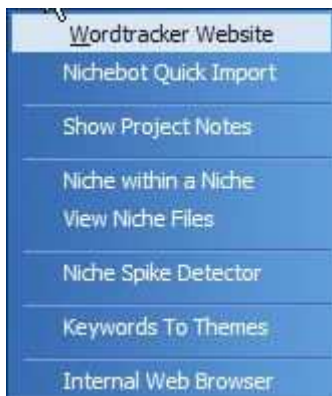 Wordtracker Website
Nichebot Quick Import
Show Project Notes
Niche within a Niche
View Niche Files
Niche Spike Detector
Keywords To Themes
Internal Web Browser